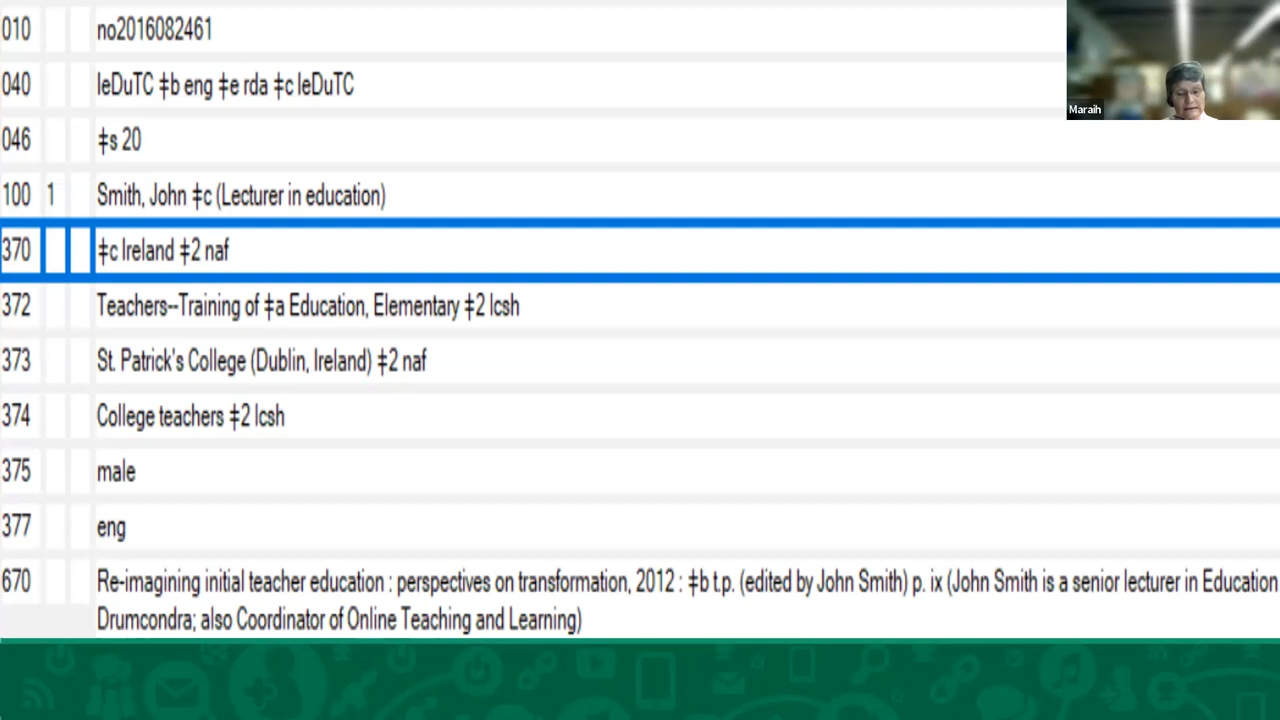 010 no2016082461
040 IeDuTC ‡b eng ‡e rda ‡c IeDuTC
046 ‡s 20
100 1 Smith, John ‡c (Lecturer in education)
370 ‡c Ireland ‡2 naf
372 Teachers--Training of ‡a Education, Elementary ‡2 lcsh
373 St. Patrick's College (Dublin, Ireland) ‡2 naf
374 College teachers ‡2 lcsh
375 male
377 eng
670 Re-imagining initial teacher education : perspectives on transformation, 2012 : ‡b t.p. (edited by John Smith) p. ix (John Smith is a senior lecturer in Education
Drumcondra; also Coordinator of Online Teaching and Learning)
Maraih